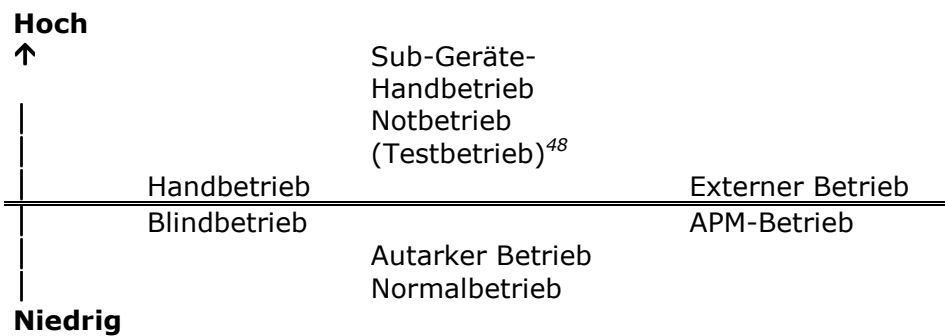 Hoch
↑
Sub-Geräte-
Handbetrieb
Notbetrieb
(Testbetrieb)48
Handbetrieb Externer Betrieb
Blindbetrieb APM-Betrieb
Autarker Betrieb
Normalbetrieb
Niedrig